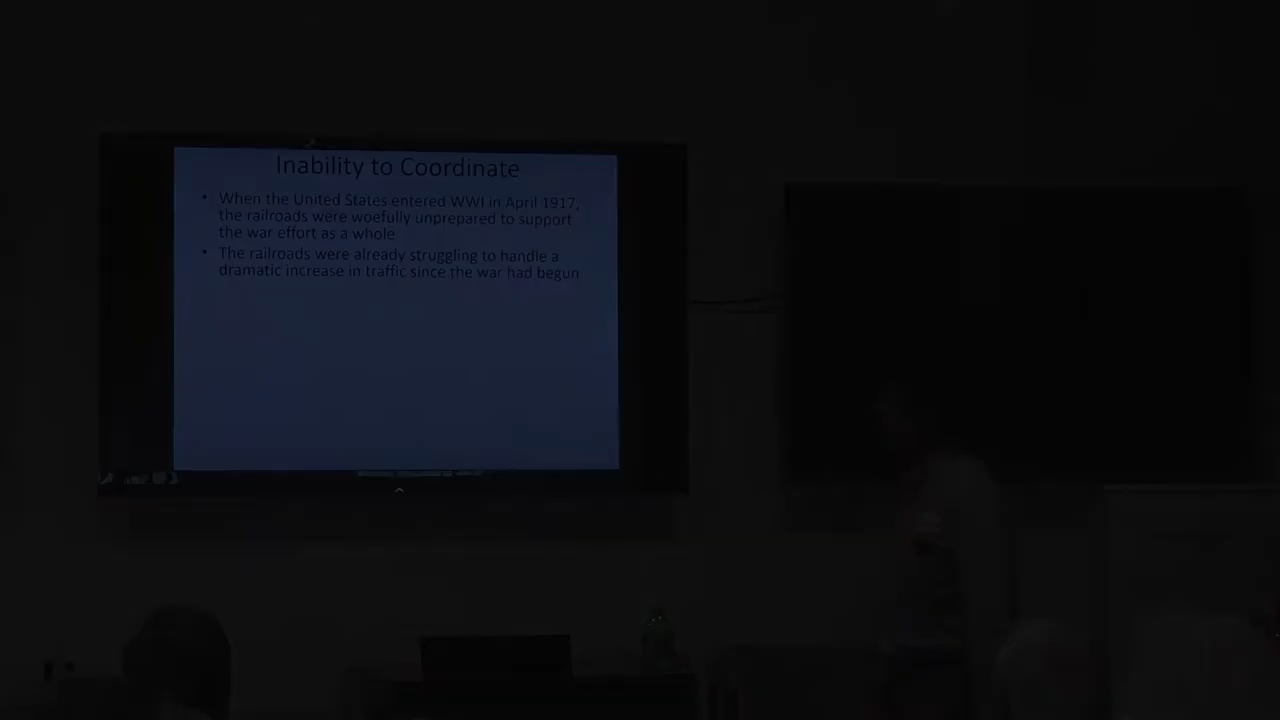 Inability to Coordinate
• When the United States entered WWI in April 1917,
the railroads were woefully unprepared to support
the war effort as a whole
• The railroads were already struggling to handle a
dramatic increase in traffic since the war had begun